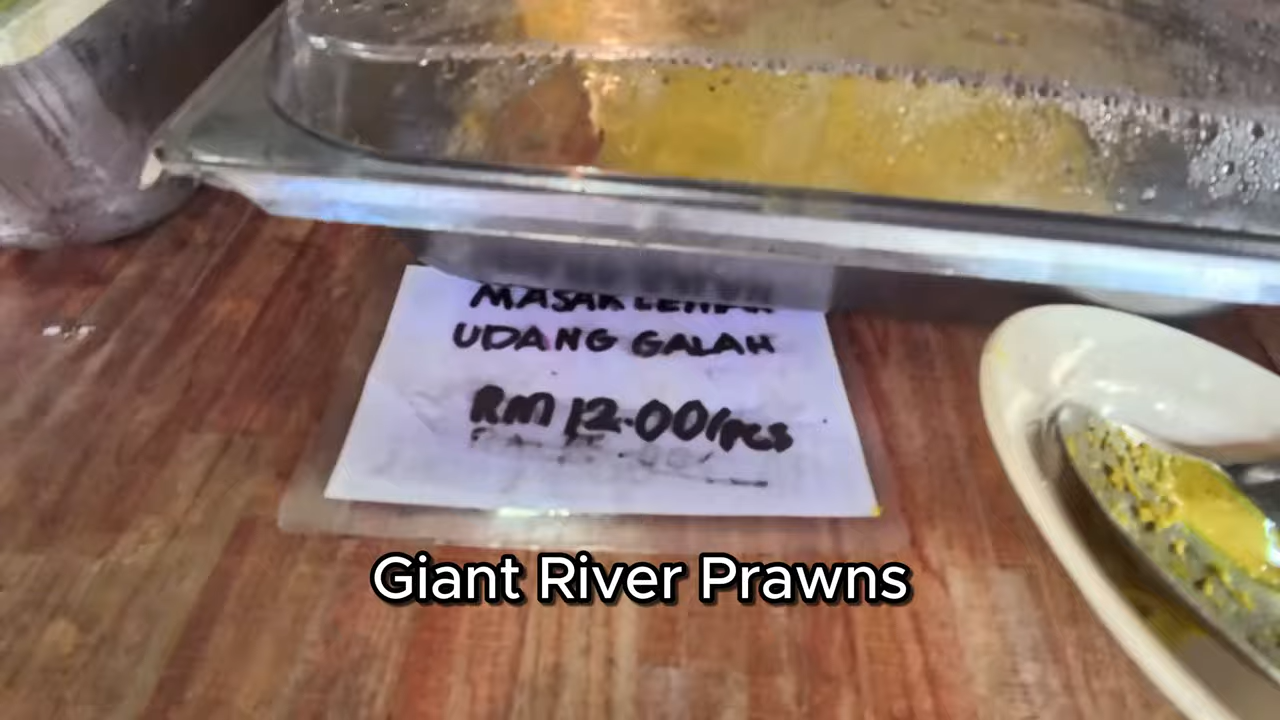 MASAK LEMAK
UDANG GALAH
RM 12.00/pcs
Giant River Prawns